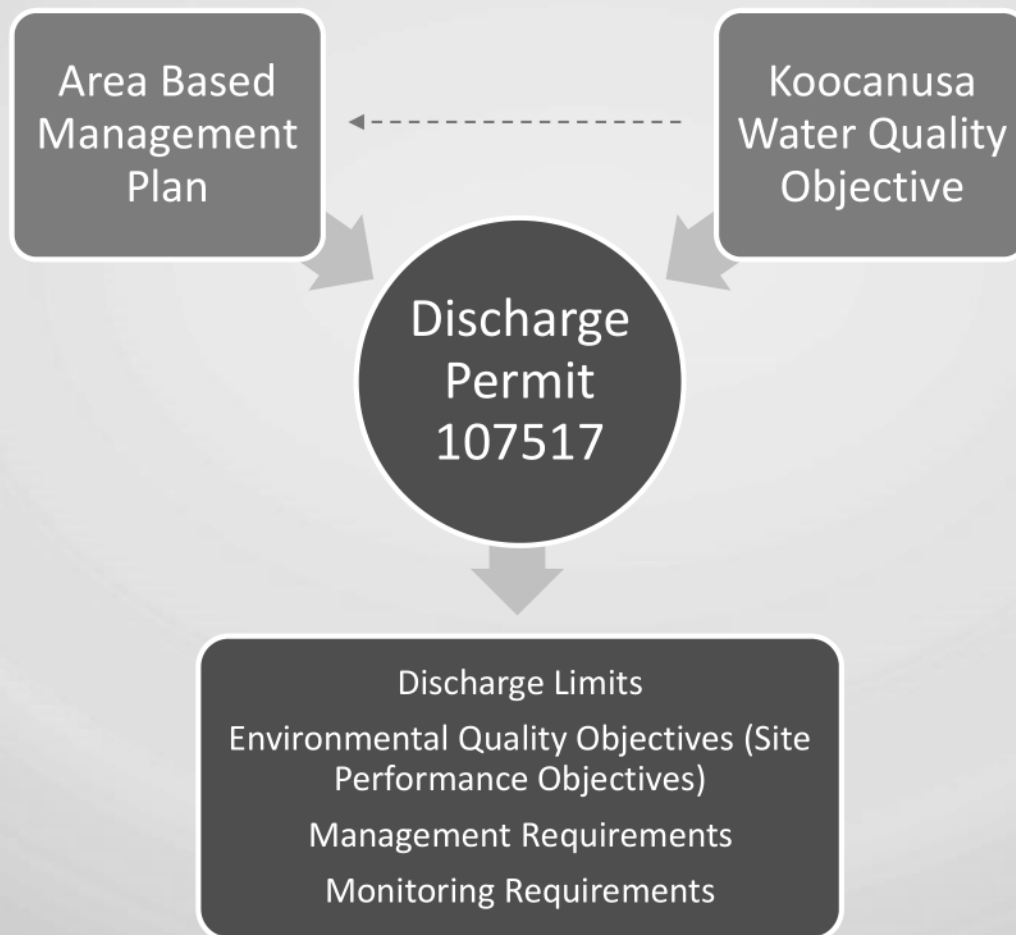 Area Based
Management
Plan
Koocanusa
Water Quality
Objective
Discharge
Permit
107517
Discharge Limits
Environmental Quality Objectives (Site
Performance Objectives)
Management Requirements
Monitoring Requirements